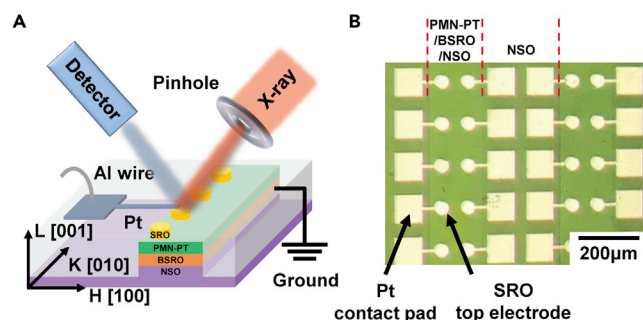 A
Detector
Pinhole
X-ray
Al wire
Pt
SRO
PMN-PT
BSRO
NSO
L [001]
K [010]
H [100]
Ground
B
PMN-PT
/BSRO
/NSO
NSO
200μm
Pt
contact pad
SRO
top electrode